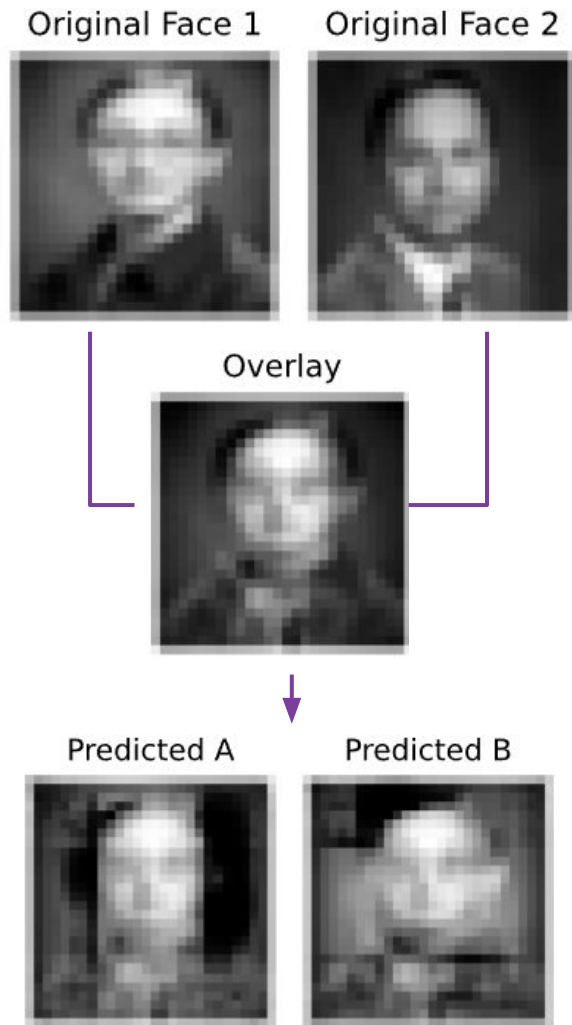 Original Face 1
Original Face 2
Overlay
Predicted A
Predicted B